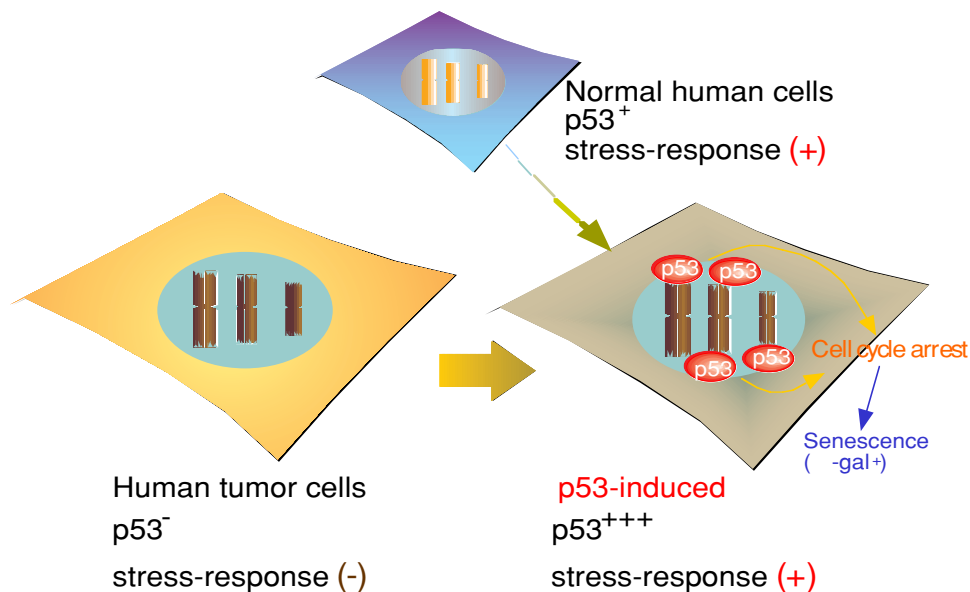 Normal human cells
p53+
stress-response (+)
p53
p53
p53
p53
Cell cycle arrest
Senescence
( -gal+)
Human tumor cells
p53-
stress-response (-)
p53-induced
p53+++
stress-response (+)